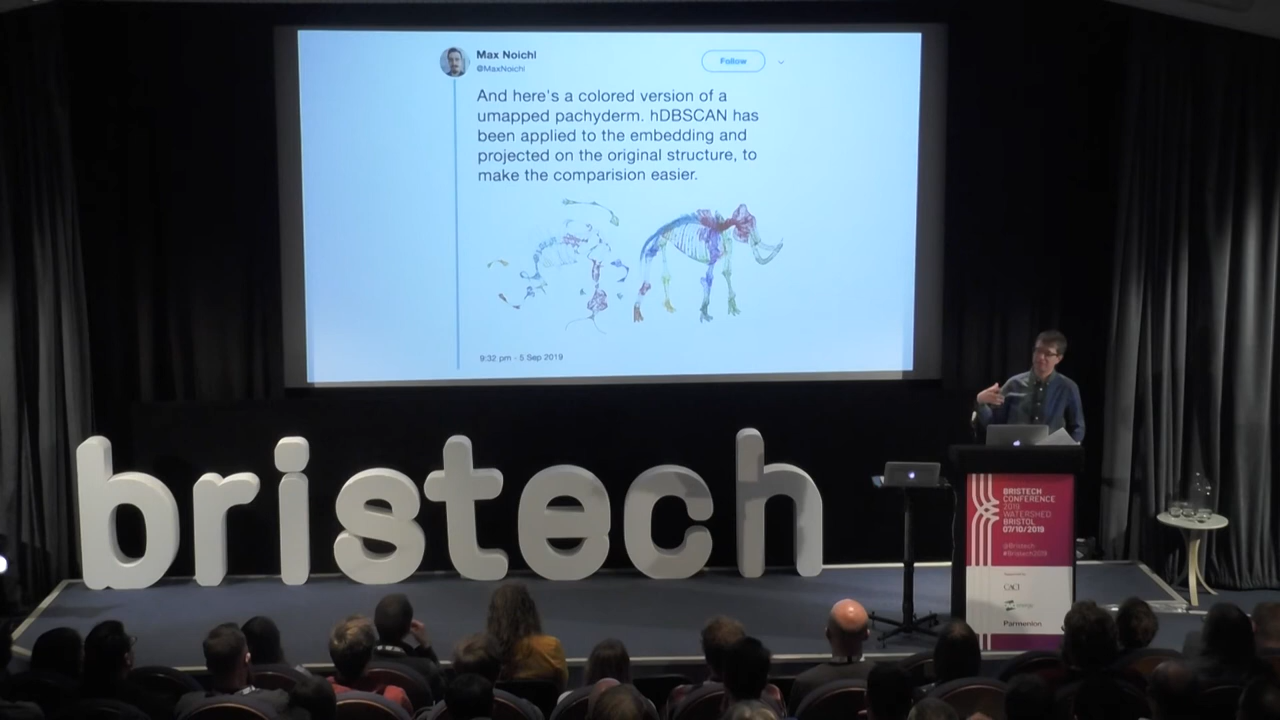 Max Noichl
@MaxNoichl
Follow
And here's a colored version of a
umapped pachyderm. hDBSCAN has
been applied to the embedding and
projected on the original structure, to
make the comparision easier.
9:32 pm - 5 Sep 2019
bristech
BRISTECH
CONFERENCE
2019
WATERSHED
BRISTOL
07/10/2019
@Bristech
#Bristech2019
CACI
Parmenion